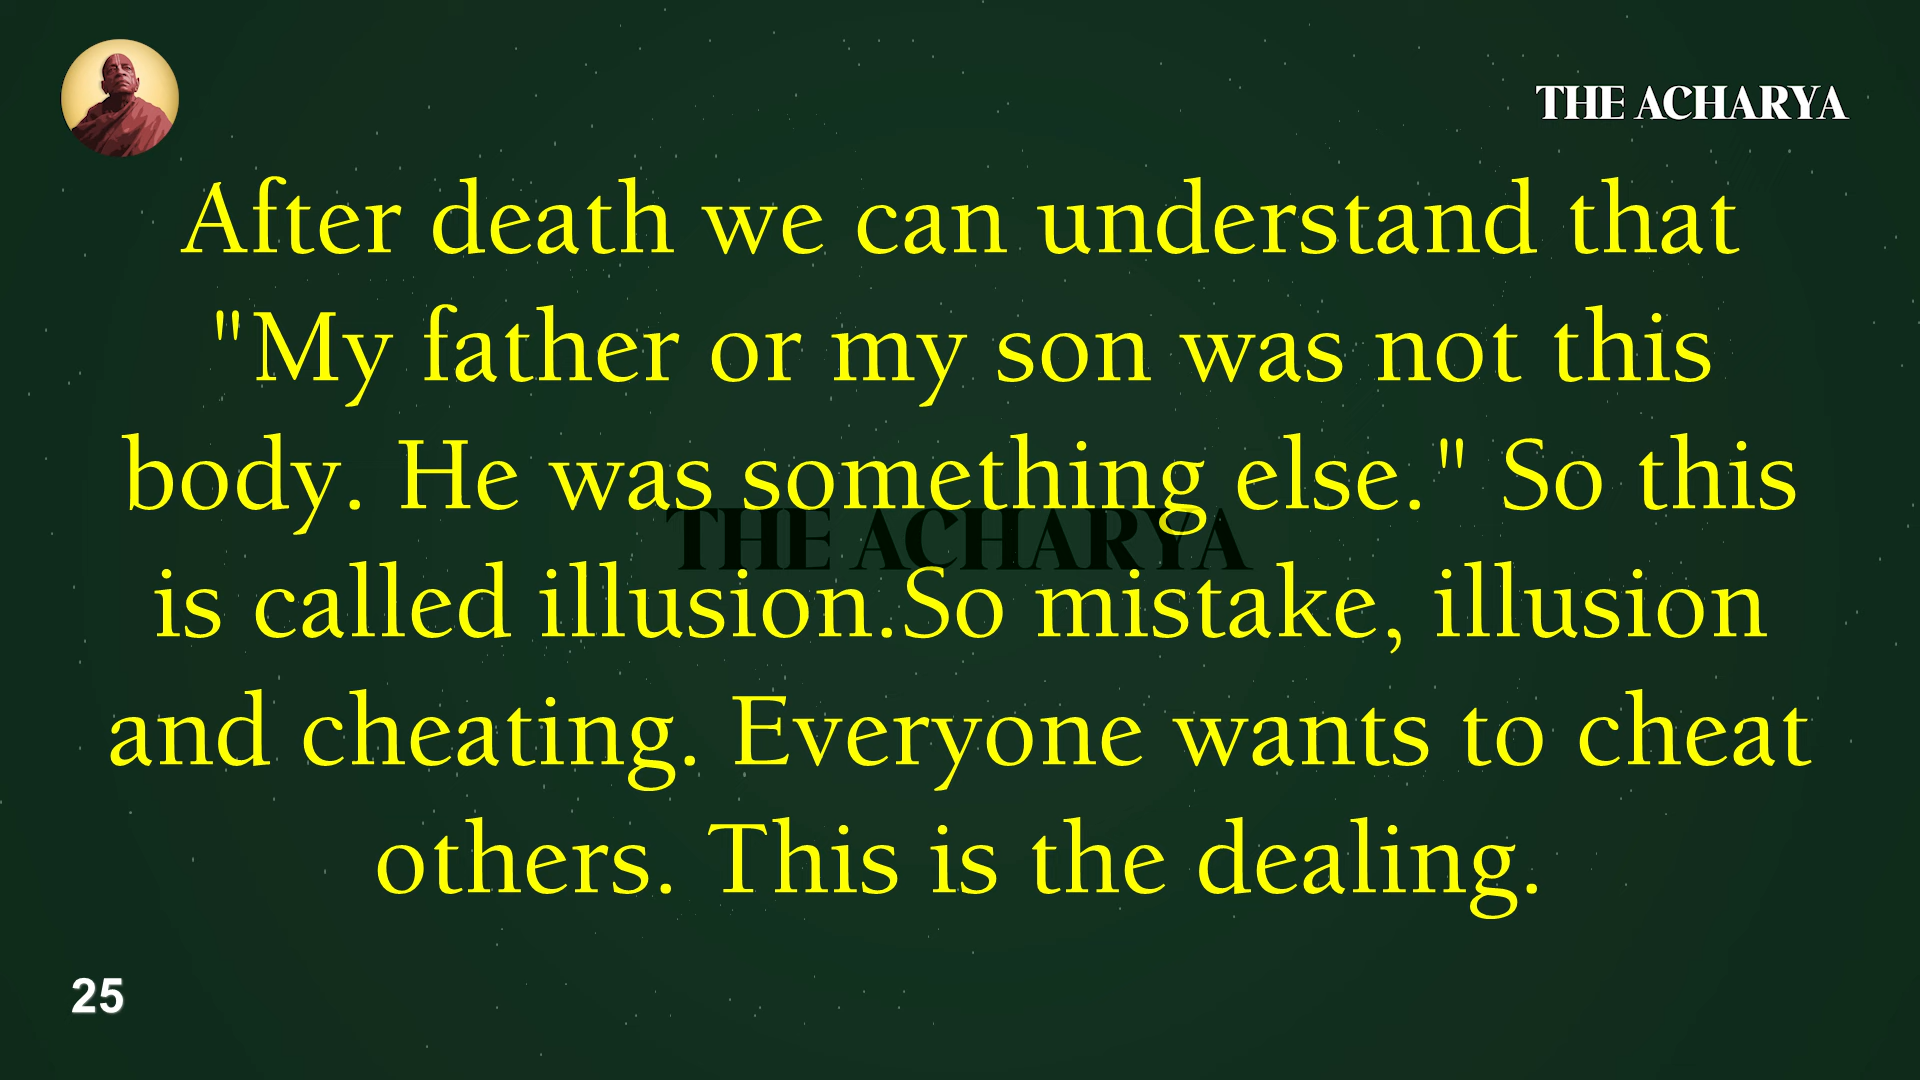 THE ACHARYA
After death we can understand that
"My father or my son was not this
body. He was something else." So this
THE ACHARYA
is called illusion.So mistake, illusion
and cheating. Everyone wants to cheat
others. This is the dealing.
25